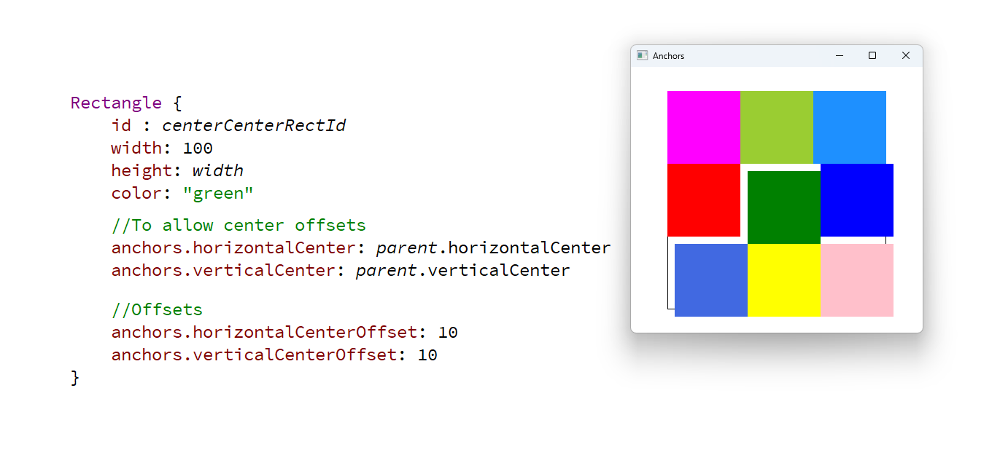 Rectangle {
    id : centerCenterRectId
    width: 100
    height: width
    color: "green"
    //To allow center offsets
    anchors.horizontalCenter: parent.horizontalCenter
    anchors.verticalCenter: parent.verticalCenter
    //Offsets
    anchors.horizontalCenterOffset: 10
    anchors.verticalCenterOffset: 10
}
Anchors